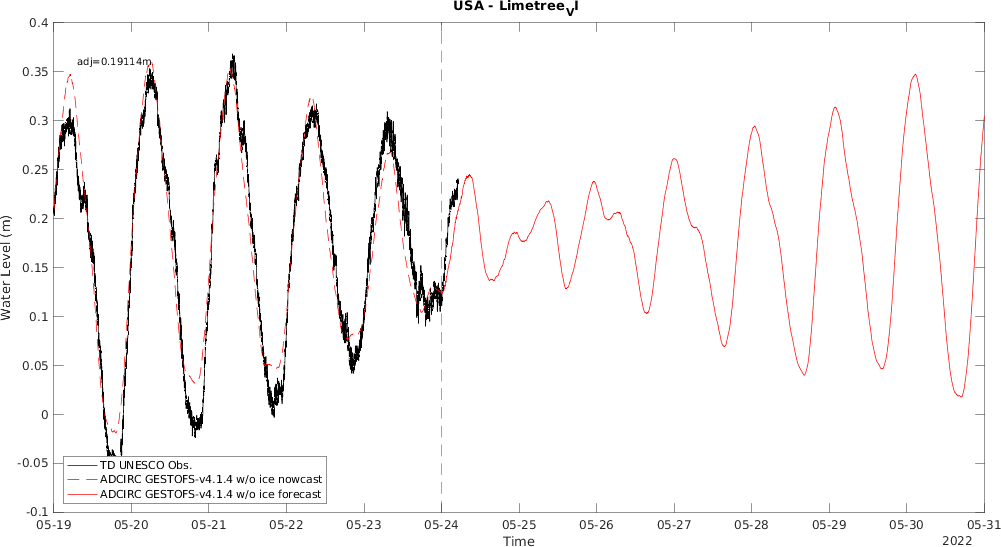 USA - LimetreeVI
adj=0.19114m
Water Level (m)
0.4
0.35
0.3
0.25
0.2
0.15
0.1
0.05
0
-0.05
-0.1
TD UNESCO Obs.
ADCIRC GESTOFS-v4.1.4 w/o ice nowcast
ADCIRC GESTOFS-v4.1.4 w/o ice forecast
05-19 05-20 05-21 05-22 05-23 05-24 05-25 05-26 05-27 05-28 05-29 05-30 05-31
Time
2022